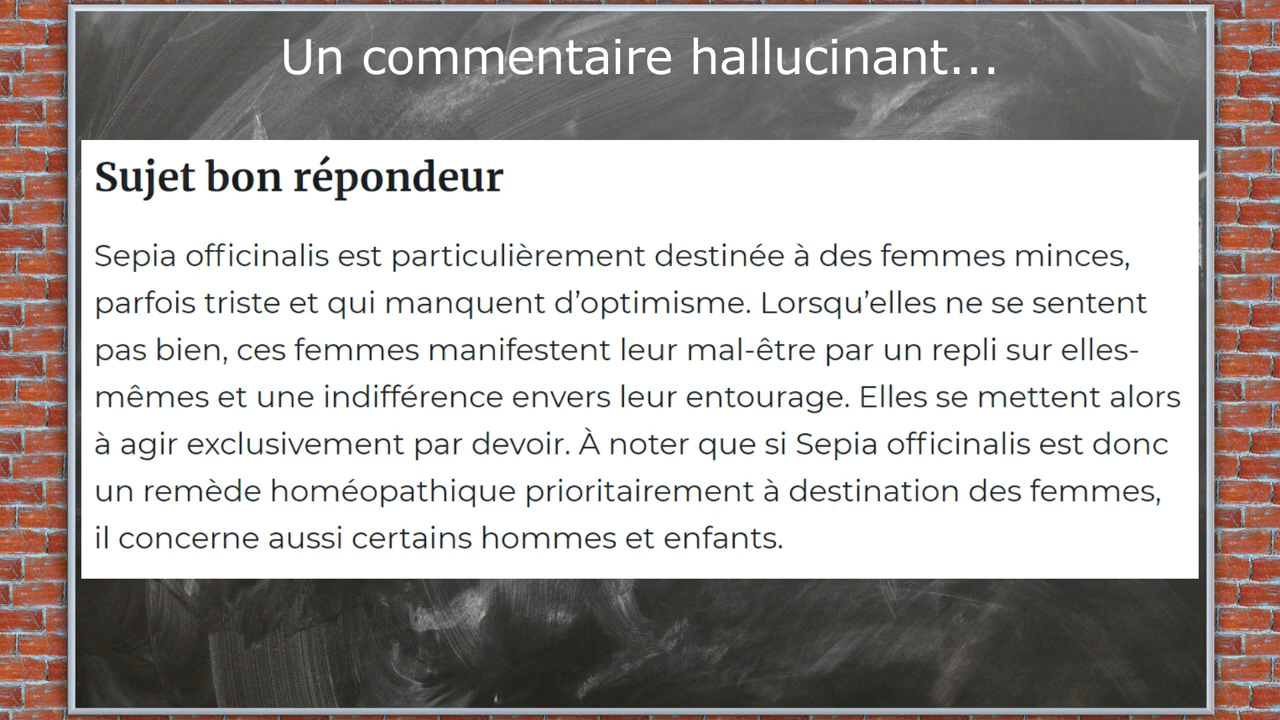 Un commentaire hallucinant...
Sujet bon répondeur
Sepia officinalis est particulièrement destinée à des femmes minces,
parfois triste et qui manquent d’optimisme. Lorsqu’elles ne se sentent
pas bien, ces femmes manifestent leur mal-être par un repli sur elles-
mêmes et une indifférence envers leur entourage. Elles se mettent alors
à agir exclusivement par devoir. À noter que si Sepia officinalis est donc
un remède homéopathique prioritairement à destination des femmes,
il concerne aussi certains hommes et enfants.